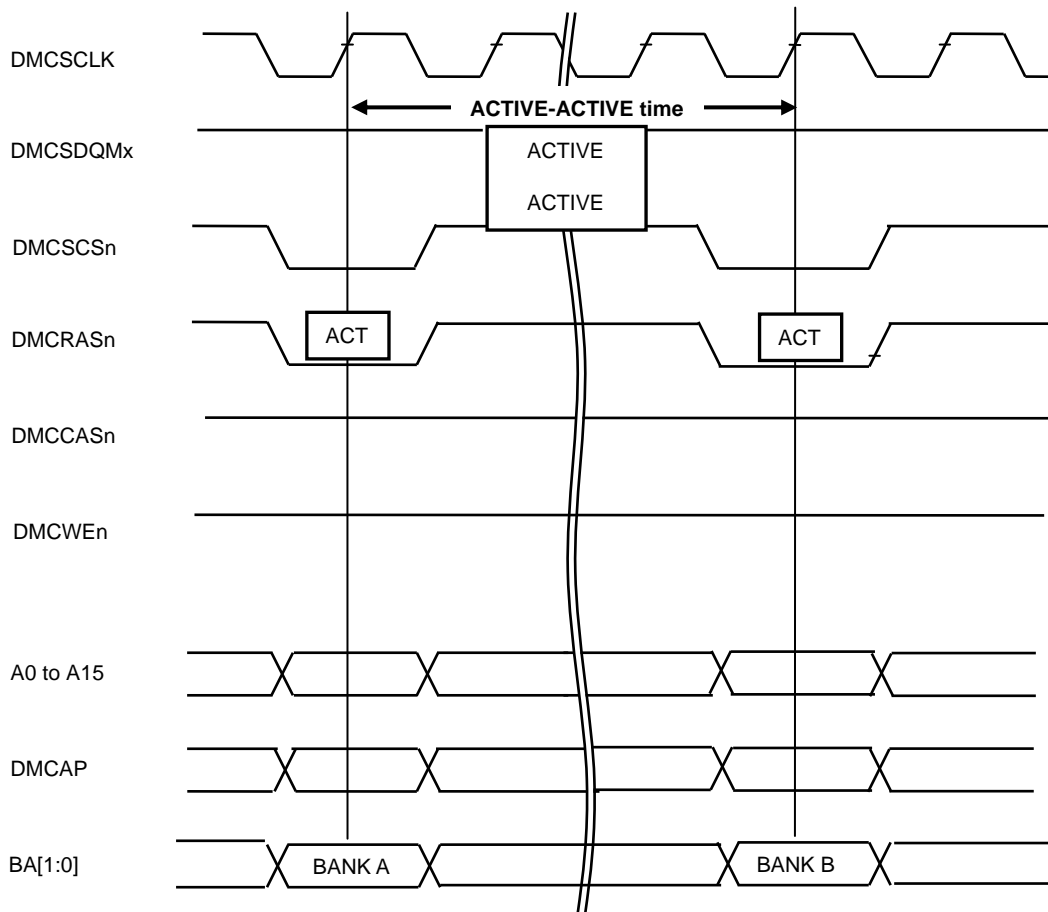 DMCSCLK
ACTIVE-ACTIVE time
DMCSDQMx
ACTIVE
ACTIVE
DMCSCSn
DMCRASn
ACT
ACT
DMCCASn
DMCWEn
A0 to A15
DMCAP
BA[1:0]
BANK A
BANK B